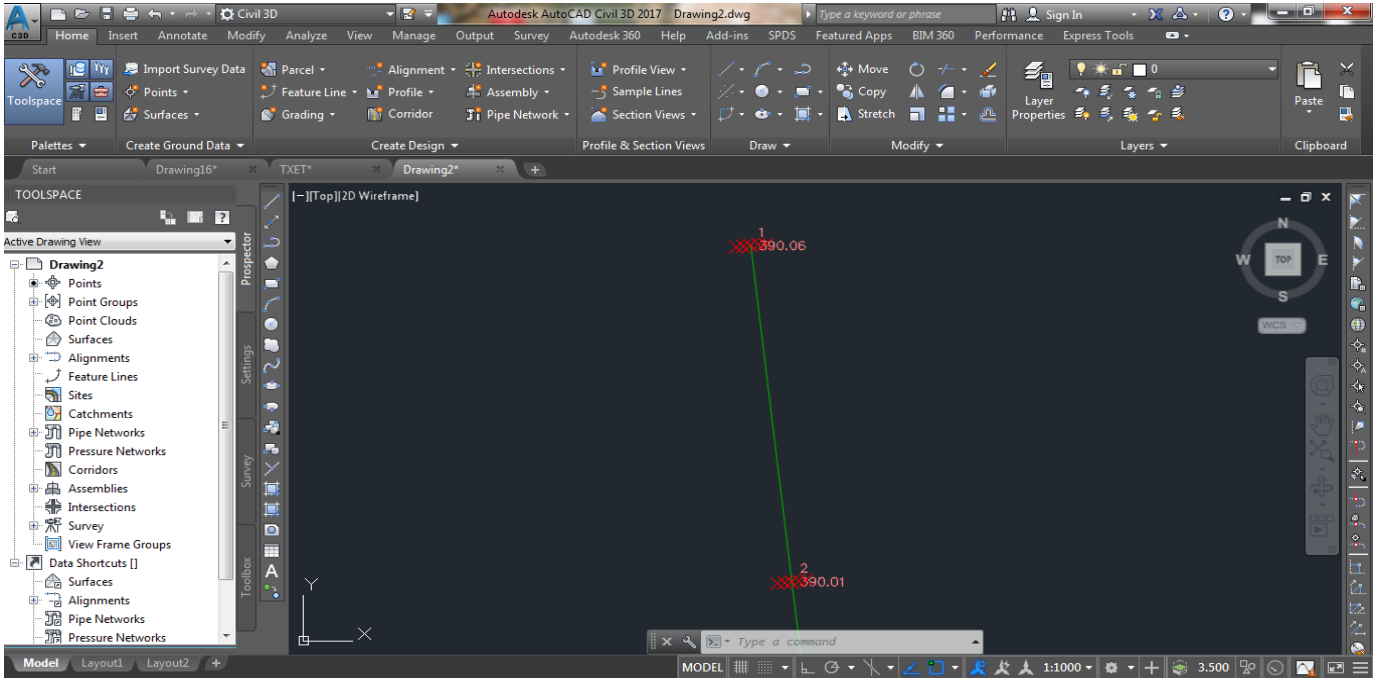 Civil 3D
Autodesk AutoCAD Civil 3D 2017 Drawing2.dwg
Type a keyword or phrase
Sign In
C3D
Home Insert Annotate Modify Analyze View Manage Output Survey Autodesk 360 Help Add-ins SPDS Featured Apps BIM 360 Performance Express Tools
Import Survey Data Parcel Alignment Intersections Profile View Move 0
Toolspace Points Feature Line Profile Assembly Sample Lines Copy Layer Properties Paste
Surfaces Grading Corridor Pipe Network Section Views Stretch
Palettes Create Ground Data Create Design Profile & Section Views Draw Modify Layers Clipboard
Start Drawing16* TXET* Drawing2*
TOOLSPACE
Active Drawing View
Drawing2
Points
Point Groups
Point Clouds
Surfaces
Alignments
Feature Lines
Sites
Catchments
Pipe Networks
Pressure Networks
Corridors
Assemblies
Intersections
Survey
View Frame Groups
Data Shortcuts []
Surfaces
Alignments
Pipe Networks
Pressure Networks
Prospector
Settings
Survey
Toolbox
[−][Top][2D Wireframe]
1
390.06
2
390.01
N
W TOP E
S
WCS
Y
X
Type a command
Model Layout1 Layout2 +
MODEL 1:1000 3.500